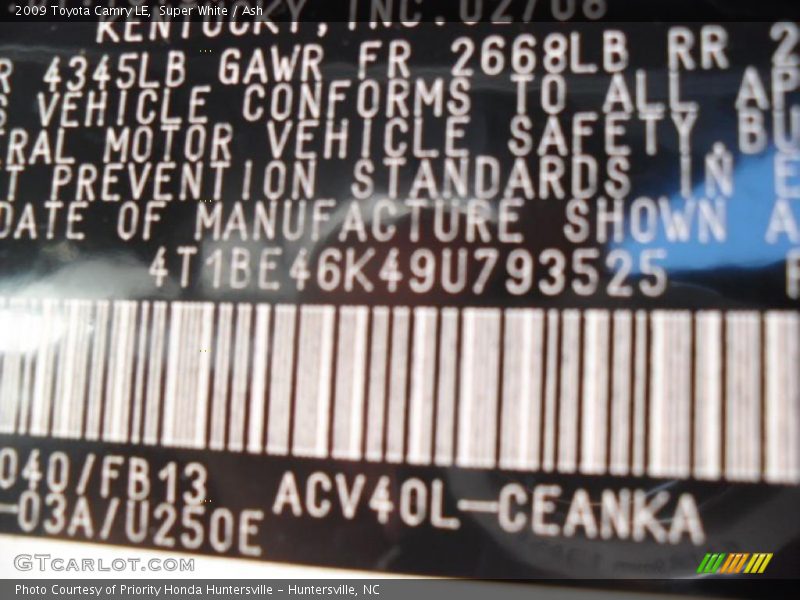 2009 Toyota Camry LE, Super White / Ash
KENTUCKY, INC. 02/08
4345LB GAWR FR 2668LB RR 2
VEHICLE CONFORMS TO ALL AP
ERAL MOTOR VEHICLE SAFETY, BU
T PREVENTION STANDARDS IN E
DATE OF MANUFACTURE SHOWN A
4T1BE46K49U793525
040/FB13 ACV40L-CEANKA
-03A/U250E
GTCARLOT.COM
Photo Courtesy of Priority Honda Huntersville - Huntersville, NC